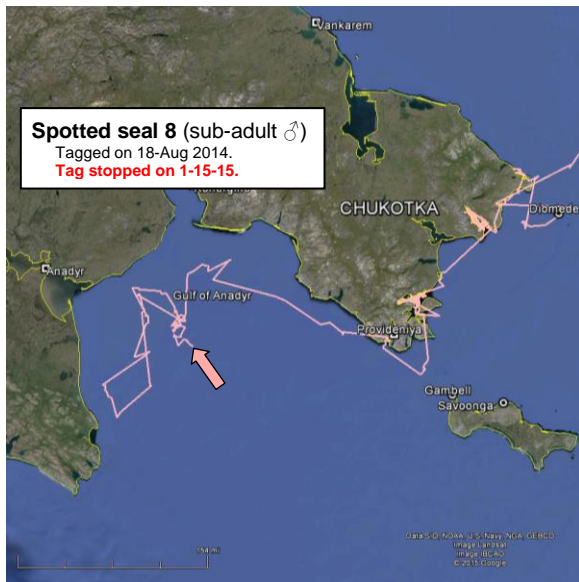 Vankarem
Spotted seal 8 (sub-adult ♂)
Tagged on 18-Aug 2014.
Tag stopped on 1-15-15.
CHUKOTKA
Diomede
Anadyr
Gulf of Anadyr
Provideniya
Gambell
Savoonga
Data SIO, NOAA, U.S. Navy, NGA, GEBCO
Image Landsat
Image IBCAO
© 2015 Google